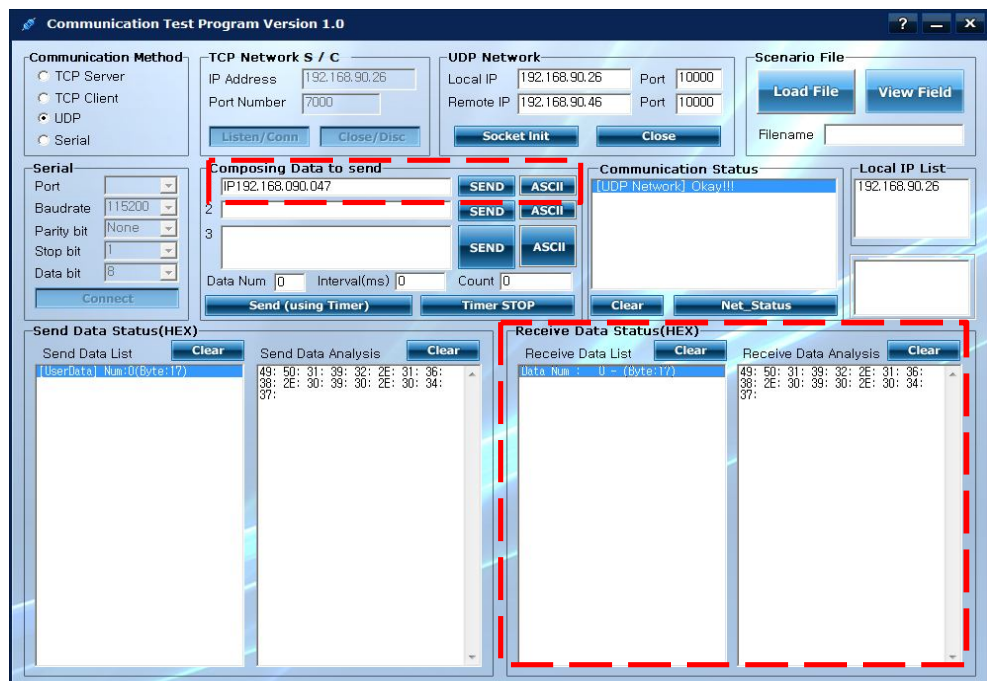 Communication Test Program Version 1.0
? – X
Communication Method
TCP Server
TCP Client
UDP
Serial
TCP Network S / C
IP Address 192.168.90.26
Port Number 7000
Listen/Conn Close/Disc
UDP Network
Local IP 192.168.90.26 Port 10000
Remote IP 192.168.90.46 Port 10000
Socket Init Close
Scenario File
Load File View Field
Filename
Serial
Port
Baudrate 115200
Parity bit None
Stop bit 1
Data bit 8
Connect
Composing Data to send
IP192.168.090.047 SEND ASCII
2 SEND ASCII
3 SEND ASCII
Data Num 0 Interval(ms) 0 Count 0
Send (using Timer) Timer STOP
Communication Status
[UDP Network] Okay!!!
Clear Net_Status
Local IP List
192.168.90.26
Send Data Status(HEX)
Send Data List Clear
[UserData] Num:0(Byte:17)
Send Data Analysis Clear
49: 50: 31: 39: 32: 2E: 31: 36:
38: 2E: 30: 39: 30: 2E: 30: 34:
37:
Receive Data Status(HEX)
Receive Data List Clear
Data Num : 0 - (Byte:17)
Receive Data Analysis Clear
49: 50: 31: 39: 32: 2E: 31: 36:
38: 2E: 30: 39: 30: 2E: 30: 34:
37: